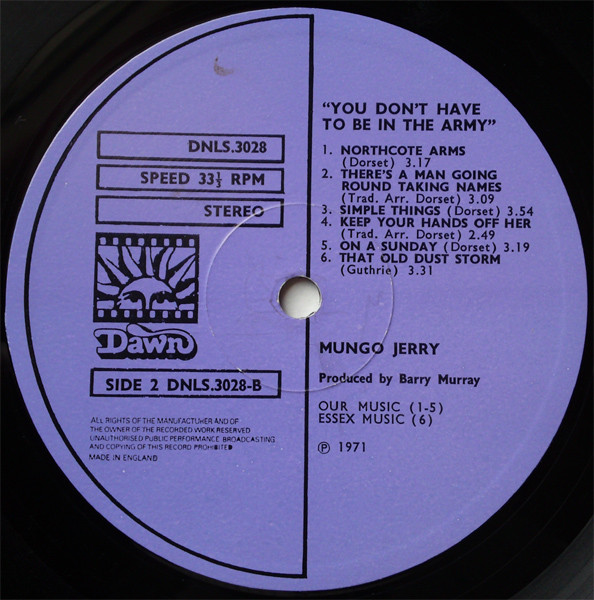 DNLS.3028
SPEED 33⅓ RPM
STEREO
Dawn
SIDE 2 DNLS.3028-B
ALL RIGHTS OF THE MANUFACTURER AND OF
THE OWNER OF THE RECORDED WORK RESERVED
UNAUTHORISED PUBLIC PERFORMANCE BROADCASTING
AND COPYING OF THIS RECORD PROHIBITED
MADE IN ENGLAND
"YOU DON'T HAVE
TO BE IN THE ARMY"
1. NORTHCOTE ARMS
(Dorset) 3.17
2. THERE'S A MAN GOING
ROUND TAKING NAMES
(Trad. Arr. Dorset) 3.09
3. SIMPLE THINGS (Dorset) 3.54
4. KEEP YOUR HANDS OFF HER
(Trad. Arr. Dorset) 2.49
5. ON A SUNDAY (Dorset) 3.19
6. THAT OLD DUST STORM
(Guthrie) 3.31
MUNGO JERRY
Produced by Barry Murray
OUR MUSIC (1-5)
ESSEX MUSIC (6)
℗ 1971